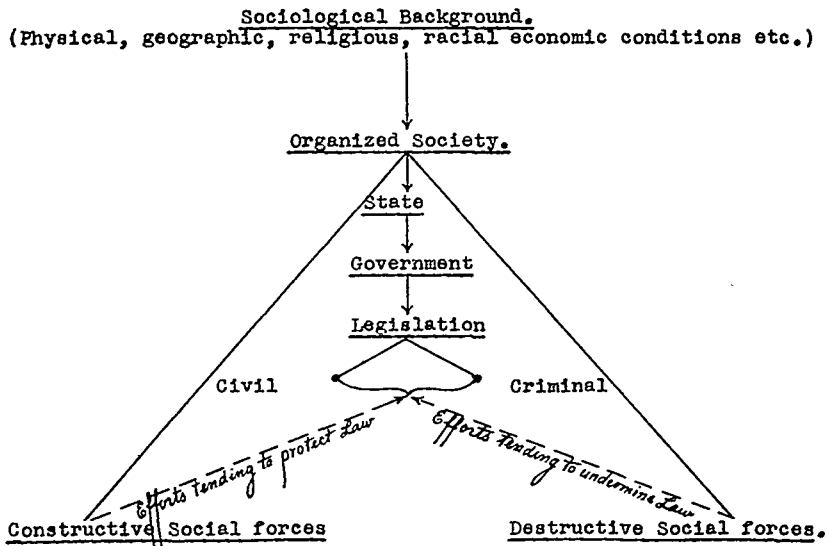 Sociological Background.
(Physical, geographic, religious, racial economic conditions etc.)
Organized Society.
State
Government
Legislation
Civil
Criminal
Efforts tending to protect Law
Efforts tending to undermine Law
Constructive Social forces
Destructive Social forces.